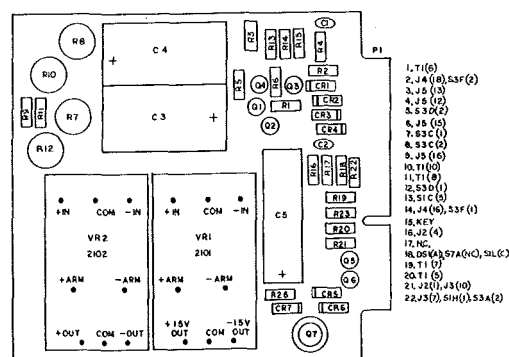 R8
C 4
+
R10
R9
R11
R7
C 3
+
R12
R3
R13
R14
R15
C1
R4
R2
R5
Q4
R6
Q3
CR1
Q1
R1
CR2
CR3
Q2
CR4
C2
R16
R17
R18
R22
C5
+
R19
R23
R20
R21
Q5
Q6
R26
CR5
CR7
CR6
Q7
+IN COM -IN
VR2
2102
+ARM -ARM
+OUT COM -OUT
+IN COM -IN
VR1
2101
+ARM -ARM
+15V OUT COM -15V OUT
P1
1, T1(6)
2, J4(18), S3F(2)
3, J5(13)
4, J5(12)
5, S3D(2)
6, J5(15)
7, S3C(1)
8, S3C(2)
9, J5(16)
10, T1(10)
11, T1(8)
12, S3D(1)
13, S1C(5)
14, J4(16), S3F(1)
15, KEY
16, J2(4)
17, NC,
18, DS1(A), S7A(NC), S1L(C)
19, T1(7)
20, T1(5)
21, J2(1), J3(10)
22, J3(7), S1H(1), S3A(2)